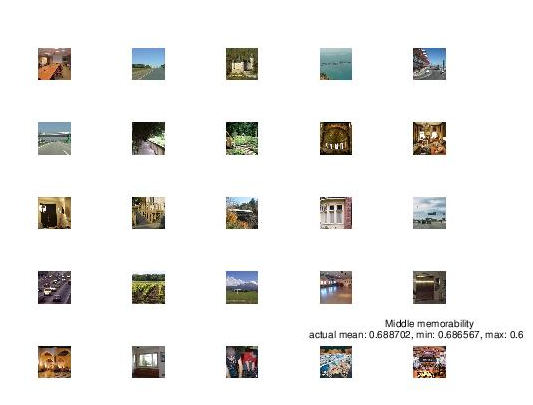 Middle memorability
actual mean: 0.688702, min: 0.686567, max: 0.6